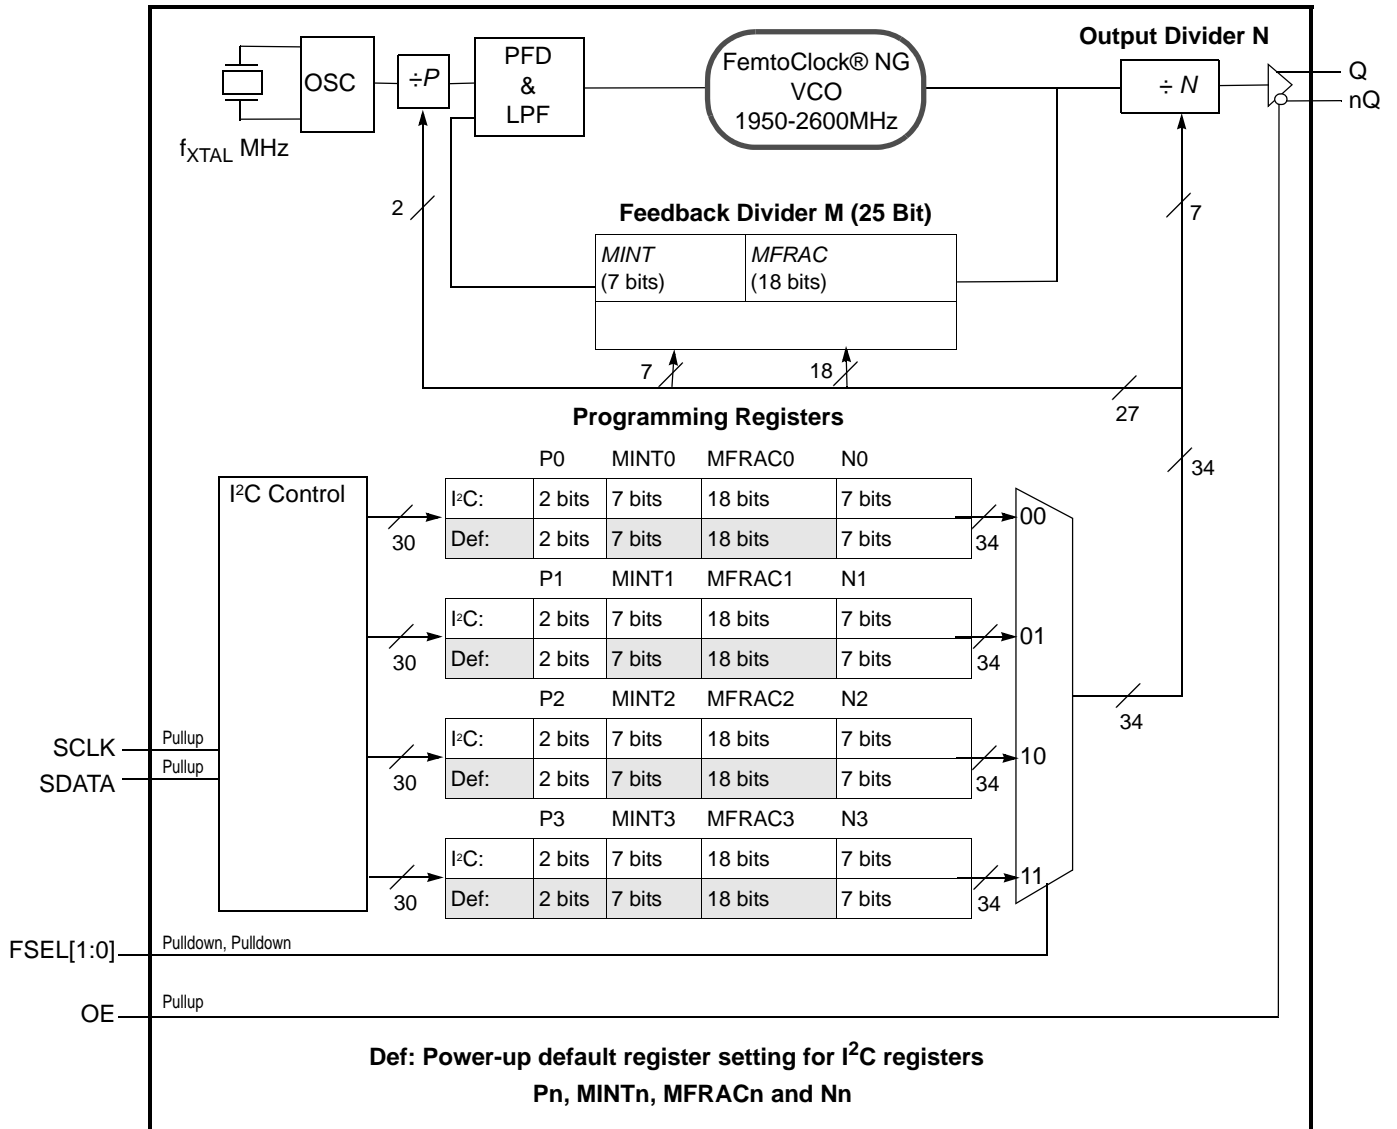 Output Divider N
OSC
÷P
PFD
&
LPF
FemtoClock® NG
VCO
1950-2600MHz
÷ N
Q
nQ
fXTAL MHz
2
7
Feedback Divider M (25 Bit)
MINT
(7 bits)
MFRAC
(18 bits)
7
18
27
Programming Registers
34
P0 MINT0 MFRAC0 N0
I²C Control
I²C: 2 bits 7 bits 18 bits 7 bits
00
30
Def: 2 bits 7 bits 18 bits 7 bits
34
P1 MINT1 MFRAC1 N1
I²C: 2 bits 7 bits 18 bits 7 bits
01
30
Def: 2 bits 7 bits 18 bits 7 bits
34
P2 MINT2 MFRAC2 N2
34
SCLK
Pullup
I²C: 2 bits 7 bits 18 bits 7 bits
10
SDATA
Pullup
30
Def: 2 bits 7 bits 18 bits 7 bits
34
P3 MINT3 MFRAC3 N3
I²C: 2 bits 7 bits 18 bits 7 bits
11
30
Def: 2 bits 7 bits 18 bits 7 bits
34
FSEL[1:0]
Pulldown, Pulldown
OE
Pullup
Def: Power-up default register setting for I²C registers
Pn, MINTn, MFRACn and Nn